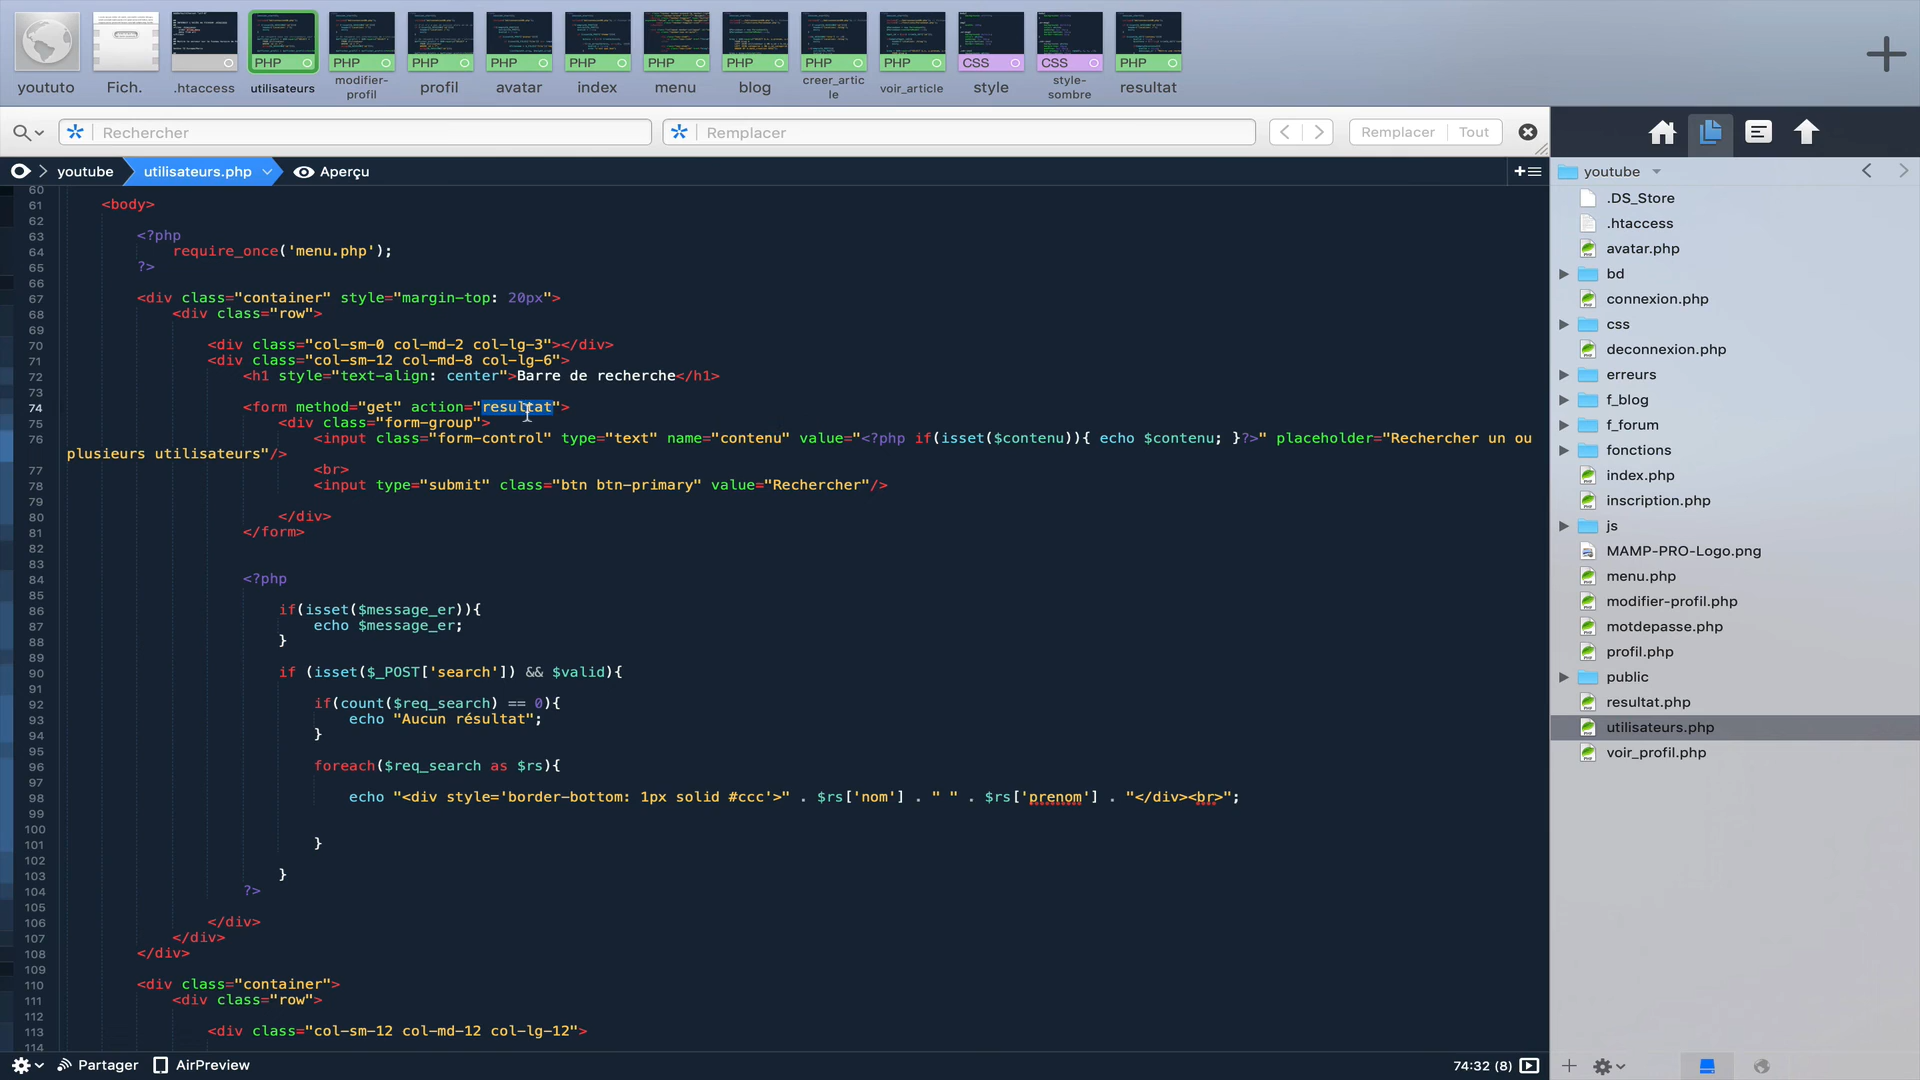 PHP PHP PHP PHP PHP PHP PHP PHP PHP CSS CSS PHP
yoututo Fich. .htaccess utilisateurs modifier-profil profil avatar index menu blog creer_article voir_article style style-sombre resultat
Rechercher Remplacer Remplacer Tout
youtube utilisateurs.php Aperçu
60
61 <body>
62
63 <?php
64 require_once('menu.php');
65 ?>
66
67 <div class="container" style="margin-top: 20px">
68 <div class="row">
69
70 <div class="col-sm-0 col-md-2 col-lg-3"></div>
71 <div class="col-sm-12 col-md-8 col-lg-6">
72 <h1 style="text-align: center">Barre de recherche</h1>
73
74 <form method="get" action="resultat">
75 <div class="form-group">
76 <input class="form-control" type="text" name="contenu" value="<?php if(isset($contenu)){ echo $contenu; }?>" placeholder="Rechercher un ou
plusieurs utilisateurs"/>
77 <br>
78 <input type="submit" class="btn btn-primary" value="Rechercher"/>
79
80 </div>
81 </form>
82
83
84 <?php
85
86 if(isset($message_er)){
87 echo $message_er;
88 }
89
90 if (isset($_POST['search']) && $valid){
91
92 if(count($req_search) == 0){
93 echo "Aucun résultat";
94 }
95
96 foreach($req_search as $rs){
97
98 echo "<div style='border-bottom: 1px solid #ccc'>" . $rs['nom'] . " " . $rs['prenom'] . "</div><br>";
99
100
101 }
102
103 }
104 ?>
105
106 </div>
107 </div>
108 </div>
109
110 <div class="container">
111 <div class="row">
112
113 <div class="col-sm-12 col-md-12 col-lg-12">
114
youtube
.DS_Store
.htaccess
avatar.php
bd
connexion.php
css
deconnexion.php
erreurs
f_blog
f_forum
fonctions
index.php
inscription.php
js
MAMP-PRO-Logo.png
menu.php
modifier-profil.php
motdepasse.php
profil.php
public
resultat.php
utilisateurs.php
voir_profil.php
Partager AirPreview 74:32 (8)